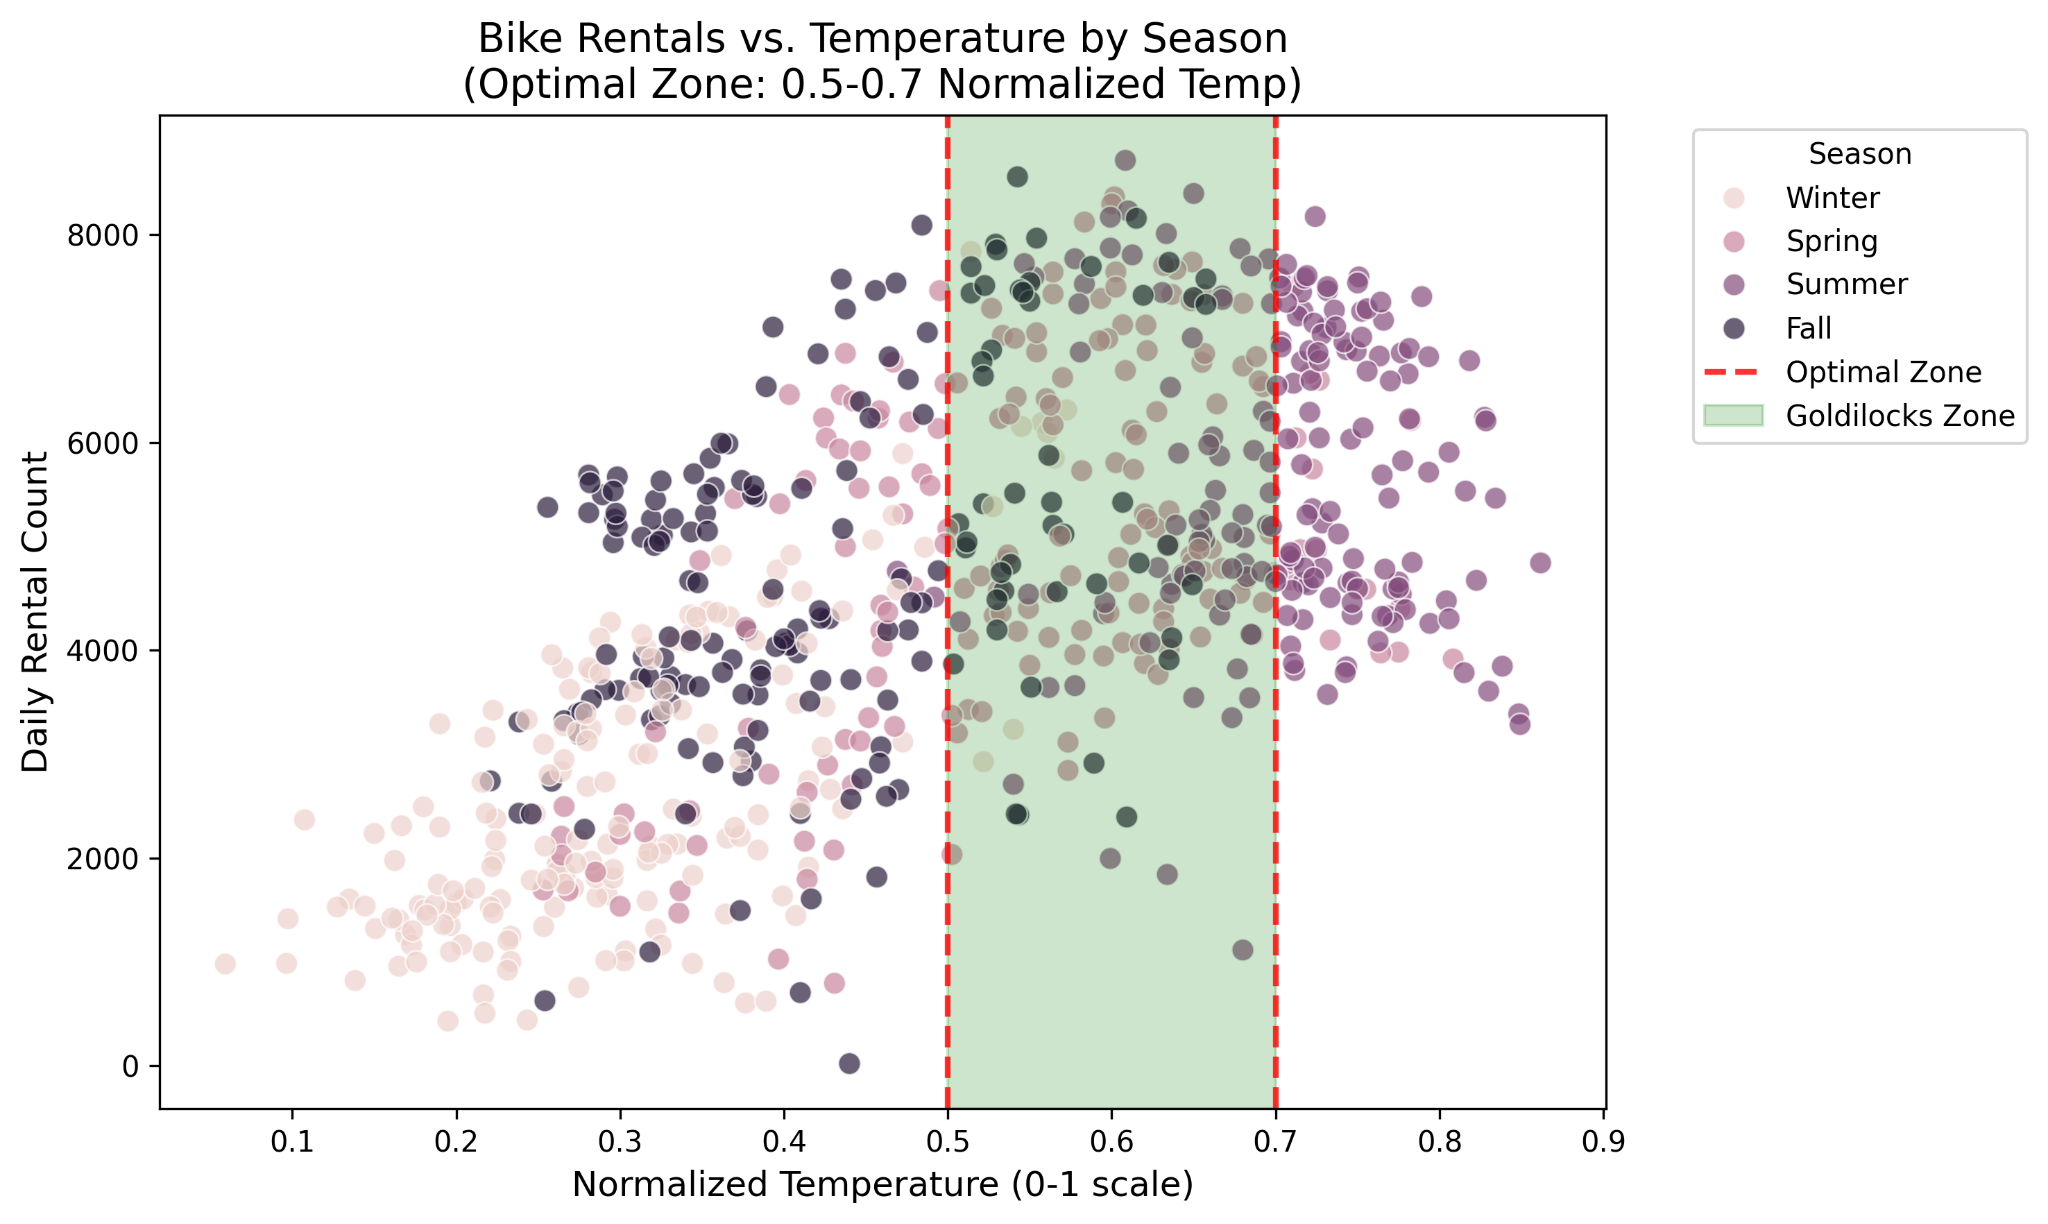 Bike Rentals vs. Temperature by Season
(Optimal Zone: 0.5-0.7 Normalized Temp)
Season
Winter
Spring
Summer
Fall
Optimal Zone
Goldilocks Zone
Daily Rental Count
8000
6000
4000
2000
0
0.1 0.2 0.3 0.4 0.5 0.6 0.7 0.8 0.9
Normalized Temperature (0-1 scale)